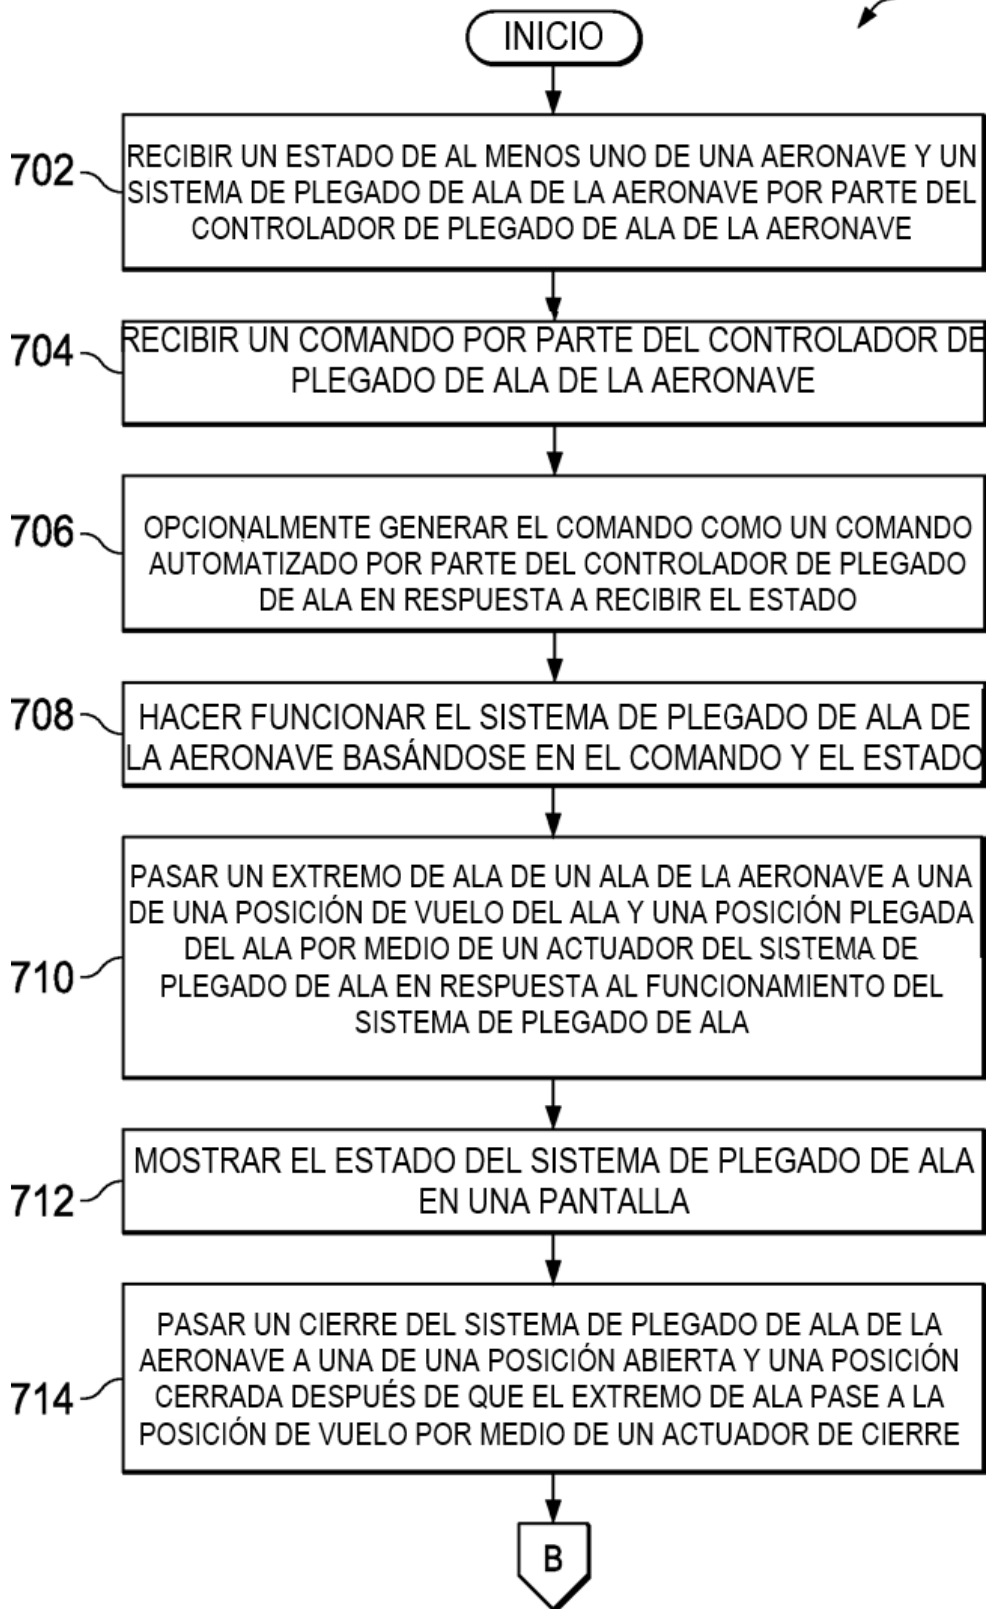 INICIO
702
RECIBIR UN ESTADO DE AL MENOS UNO DE UNA AERONAVE Y UN
SISTEMA DE PLEGADO DE ALA DE LA AERONAVE POR PARTE DEL
CONTROLADOR DE PLEGADO DE ALA DE LA AERONAVE
704
RECIBIR UN COMANDO POR PARTE DEL CONTROLADOR DE
PLEGADO DE ALA DE LA AERONAVE
706
OPCIONALMENTE GENERAR EL COMANDO COMO UN COMANDO
AUTOMATIZADO POR PARTE DEL CONTROLADOR DE PLEGADO
DE ALA EN RESPUESTA A RECIBIR EL ESTADO
708
HACER FUNCIONAR EL SISTEMA DE PLEGADO DE ALA DE
LA AERONAVE BASÁNDOSE EN EL COMANDO Y EL ESTADO
710
PASAR UN EXTREMO DE ALA DE UN ALA DE LA AERONAVE A UNA
DE UNA POSICIÓN DE VUELO DEL ALA Y UNA POSICIÓN PLEGADA
DEL ALA POR MEDIO DE UN ACTUADOR DEL SISTEMA DE
PLEGADO DE ALA EN RESPUESTA AL FUNCIONAMIENTO DEL
SISTEMA DE PLEGADO DE ALA
712
MOSTRAR EL ESTADO DEL SISTEMA DE PLEGADO DE ALA
EN UNA PANTALLA
714
PASAR UN CIERRE DEL SISTEMA DE PLEGADO DE ALA DE LA
AERONAVE A UNA DE UNA POSICIÓN ABIERTA Y UNA POSICIÓN
CERRADA DESPUÉS DE QUE EL EXTREMO DE ALA PASE A LA
POSICIÓN DE VUELO POR MEDIO DE UN ACTUADOR DE CIERRE
B